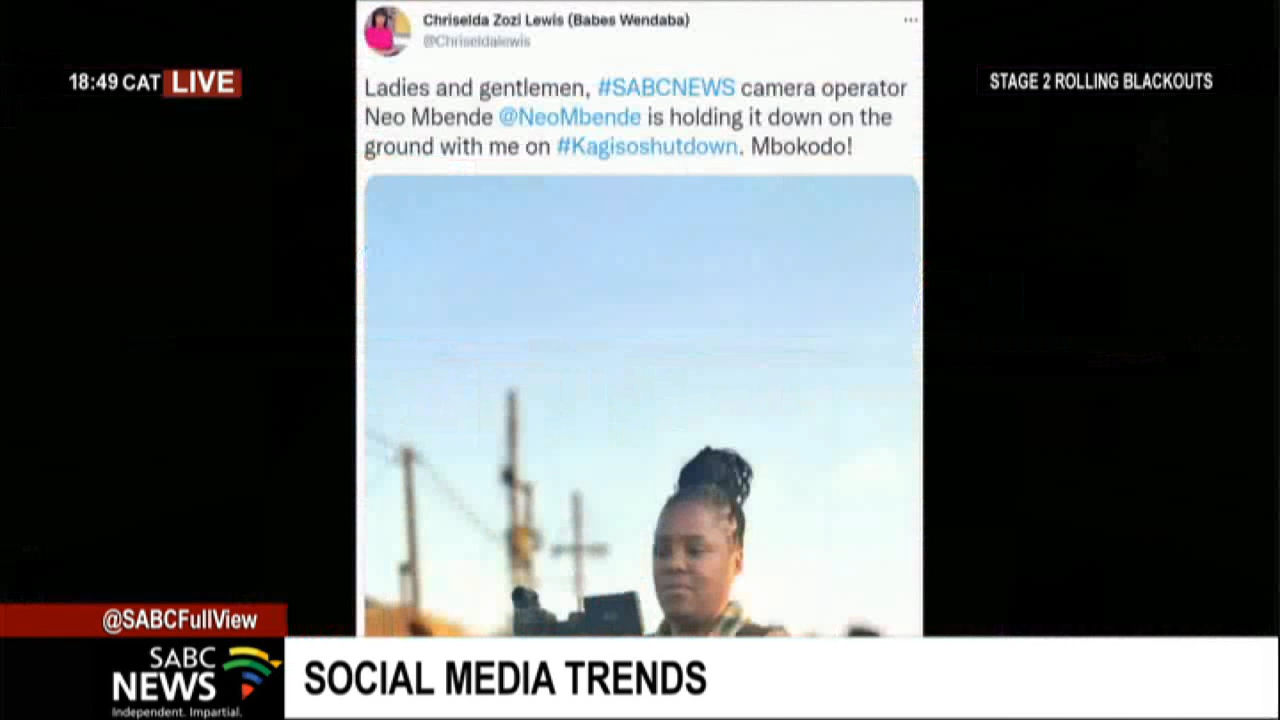 Chriselda Zozi Lewis (Babes Wendaba)
@Chriseldalewis
18:49 CAT LIVE
STAGE 2 ROLLING BLACKOUTS
Ladies and gentlemen, #SABCNEWS camera operator
Neo Mbende @NeoMbende is holding it down on the
ground with me on #Kagisoshutdown. Mbokodo!
@SABCFullView
SABC
NEWS
Independent. Impartial.
SOCIAL MEDIA TRENDS